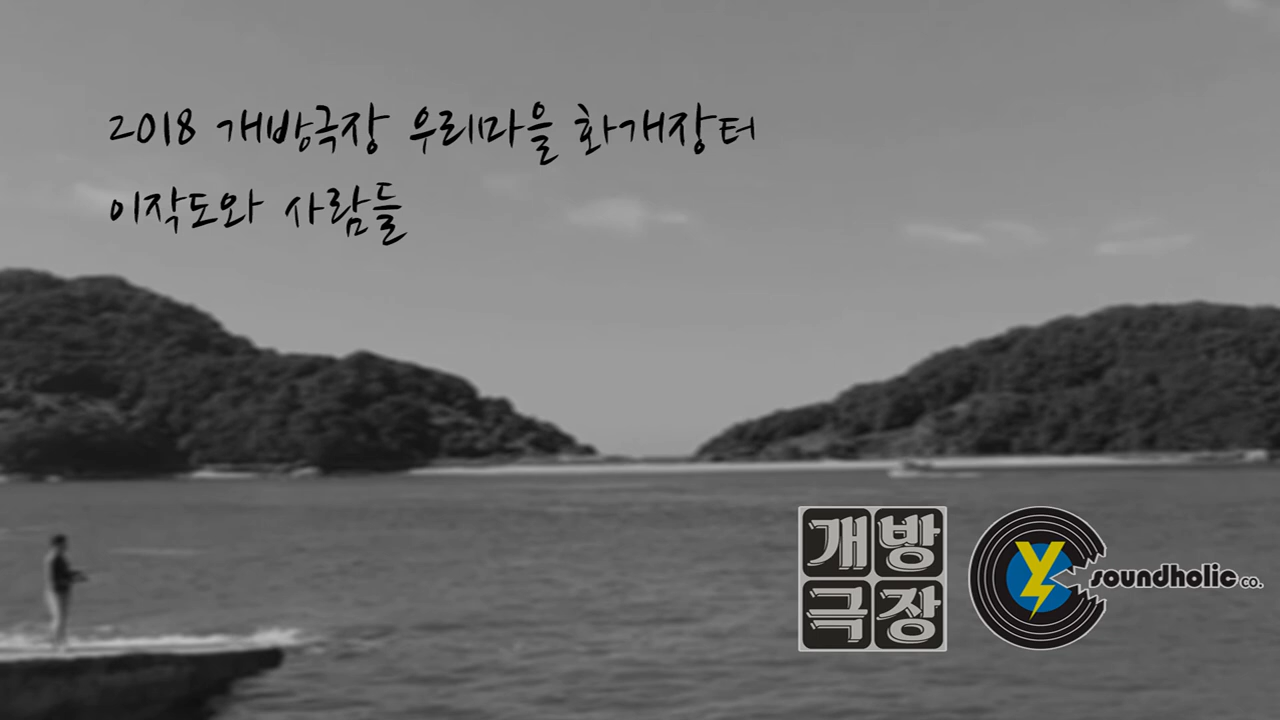 2018 개방극장 우리마을 화개장터
이작도와 사람들
개방
극장
soundholic co.